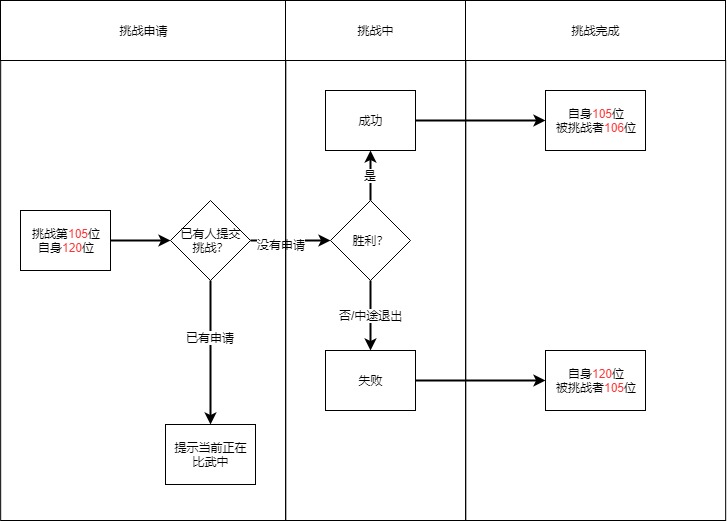 挑战申请
挑战中
挑战完成
成功
自身105位
被挑战者106位
是
挑战第105位
自身120位
已有人提交
挑战?
没有申请
胜利?
否/中途退出
已有申请
失败
自身120位
被挑战者105位
提示当前正在
比武中